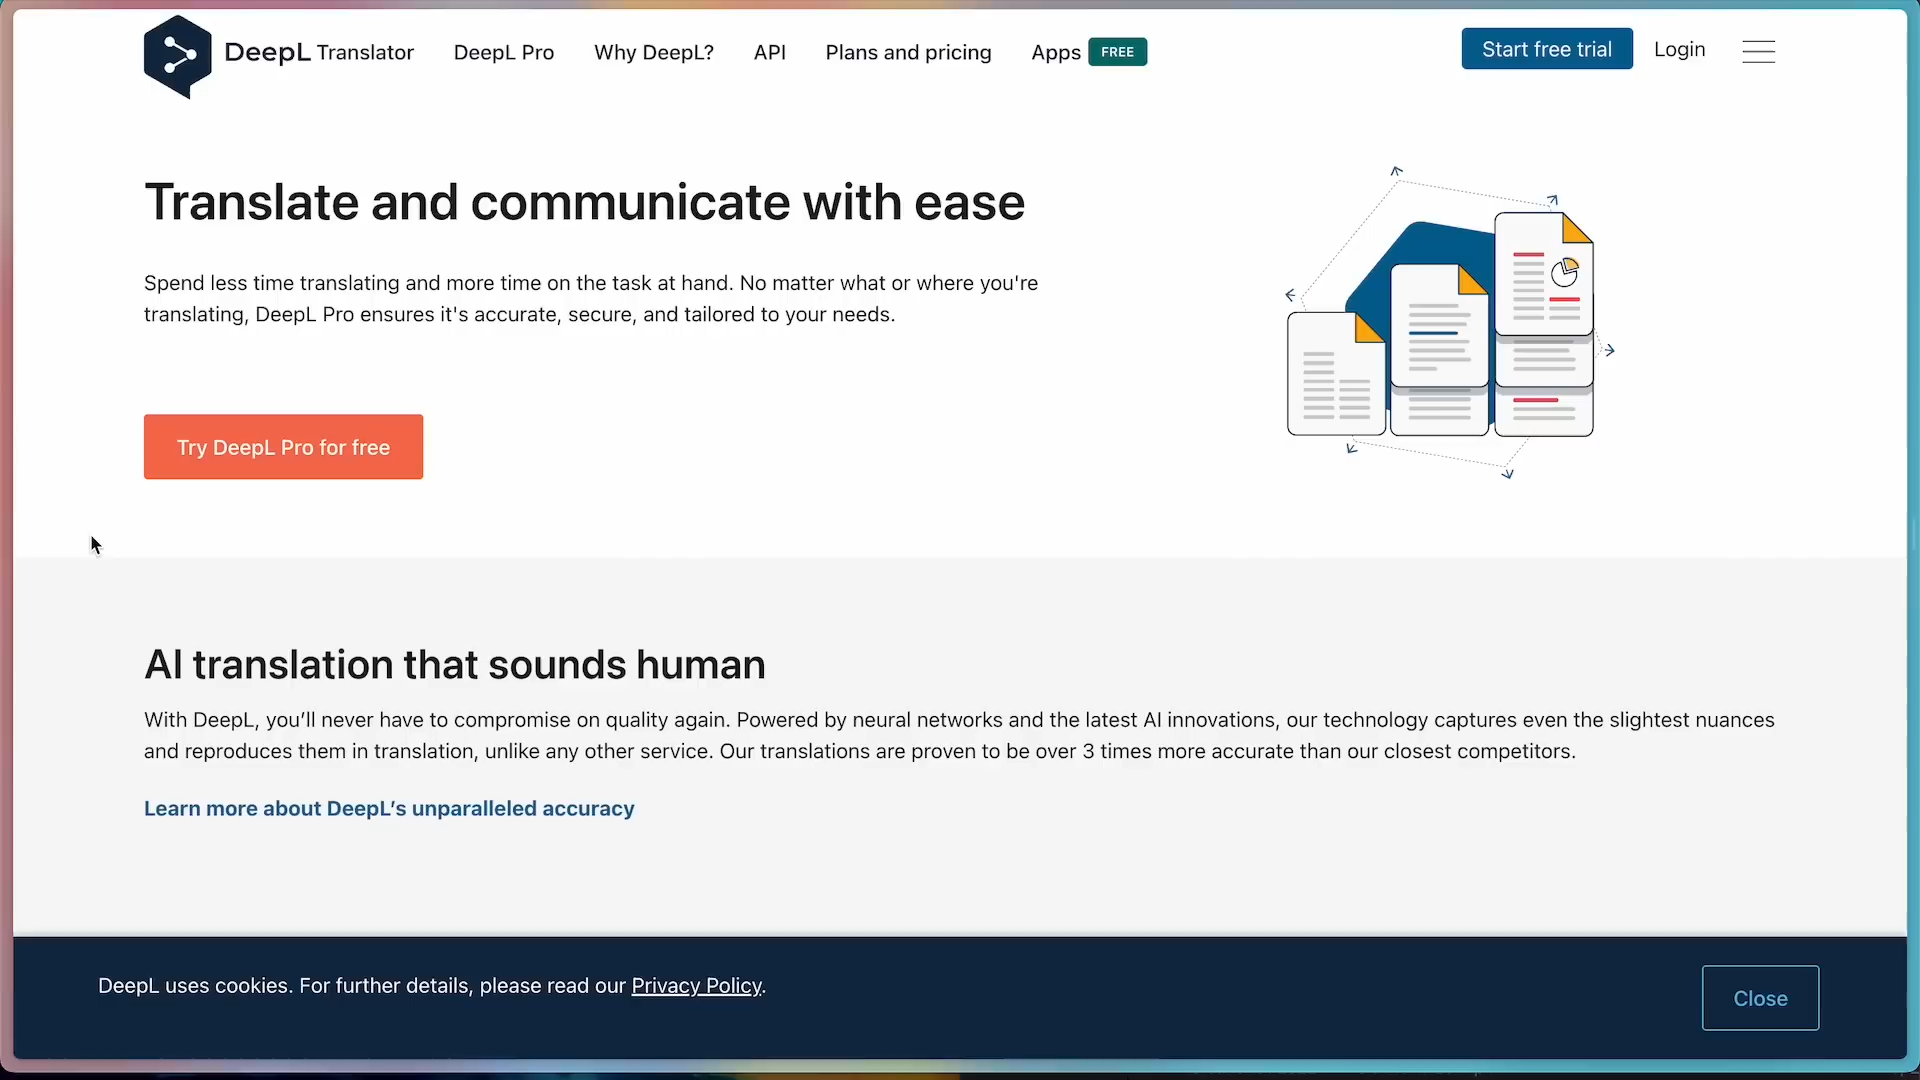 DeepL Translator DeepL Pro Why DeepL? API Plans and pricing Apps FREE Start free trial Login
Translate and communicate with ease
Spend less time translating and more time on the task at hand. No matter what or where you're
translating, DeepL Pro ensures it's accurate, secure, and tailored to your needs.
Try DeepL Pro for free
AI translation that sounds human
With DeepL, you’ll never have to compromise on quality again. Powered by neural networks and the latest AI innovations, our technology captures even the slightest nuances
and reproduces them in translation, unlike any other service. Our translations are proven to be over 3 times more accurate than our closest competitors.
Learn more about DeepL’s unparalleled accuracy
DeepL uses cookies. For further details, please read our Privacy Policy.
Close